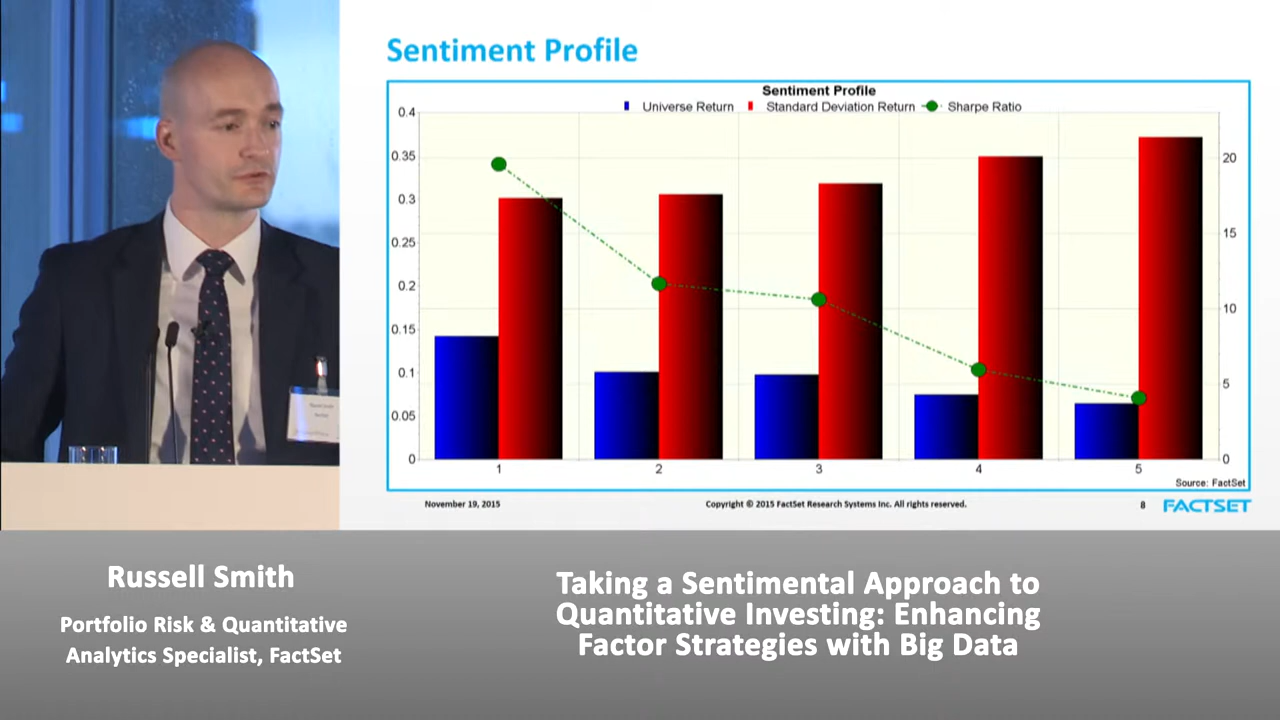 Sentiment Profile
Sentiment Profile
Universe Return Standard Deviation Return Sharpe Ratio
0.4
0.35
0.3
0.25
0.2
0.15
0.1
0.05
0
20
15
10
5
0
1 2 3 4 5
Source: FactSet
November 19, 2015 Copyright © 2015 FactSet Research Systems Inc. All rights reserved. 8 FACTSET
Russell Smith
Portfolio Risk & Quantitative
Analytics Specialist, FactSet
Taking a Sentimental Approach to
Quantitative Investing: Enhancing
Factor Strategies with Big Data